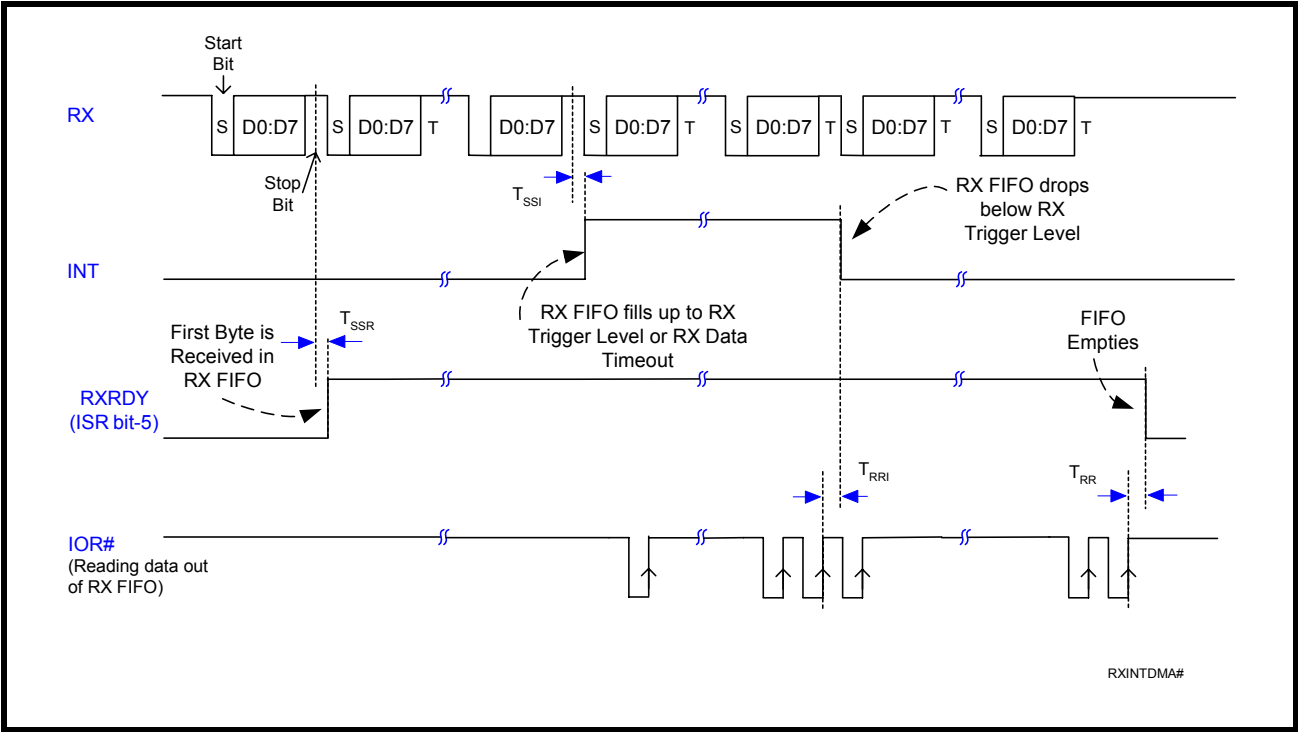 Start
Bit
RX
S D0:D7 S D0:D7 T D0:D7 S D0:D7 T S D0:D7 T S D0:D7 T S D0:D7 T
Stop
Bit
TSSI
RX FIFO drops
below RX
Trigger Level
INT
First Byte is
Received in
RX FIFO
TSSR
RX FIFO fills up to RX
Trigger Level or RX Data
Timeout
FIFO
Empties
RXRDY
(ISR bit-5)
TRRI
TRR
IOR#
(Reading data out
of RX FIFO)
RXINTDMA#